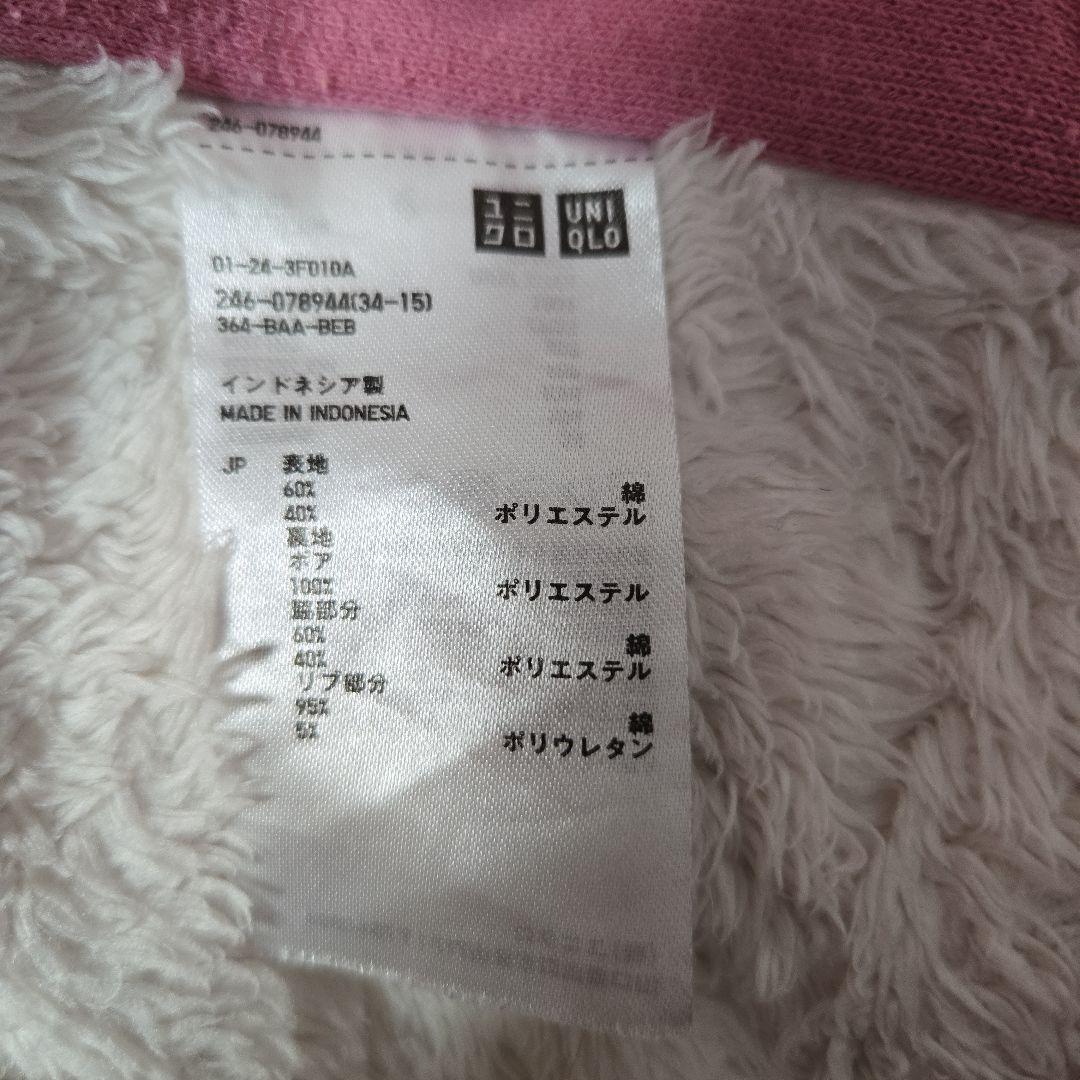 246-078944
ユニ
クロ
UNI
QLO
01-24-3F010A
246-078944(34-15)
364-BAA-BEB
インドネシア製
MADE IN INDONESIA
JP 表地
60% 綿
40% ポリエステル
裏地
ボア
100% ポリエステル
脇部分
60% 綿
40% ポリエステル
リブ部分
95% 綿
5% ポリウレタン